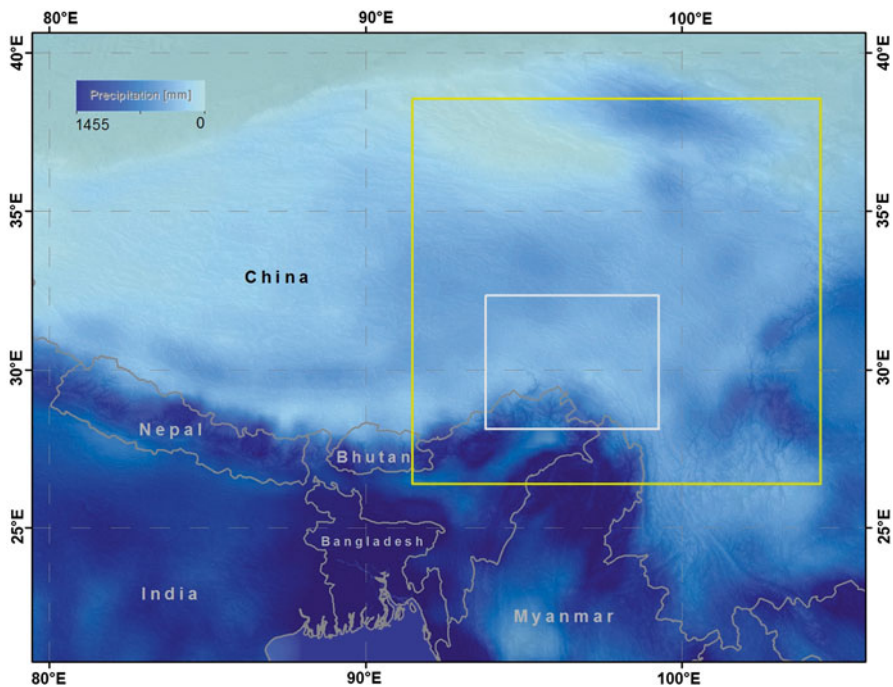 80°E 90°E 100°E
40°N 40°N
Precipitation [mm]
1455 0
35°E 35°E
China
30°E 30°E
Nepal
Bhutan
25°E 25°E
Bangladesh
India
Myanmar
80°E 90°E 100°E